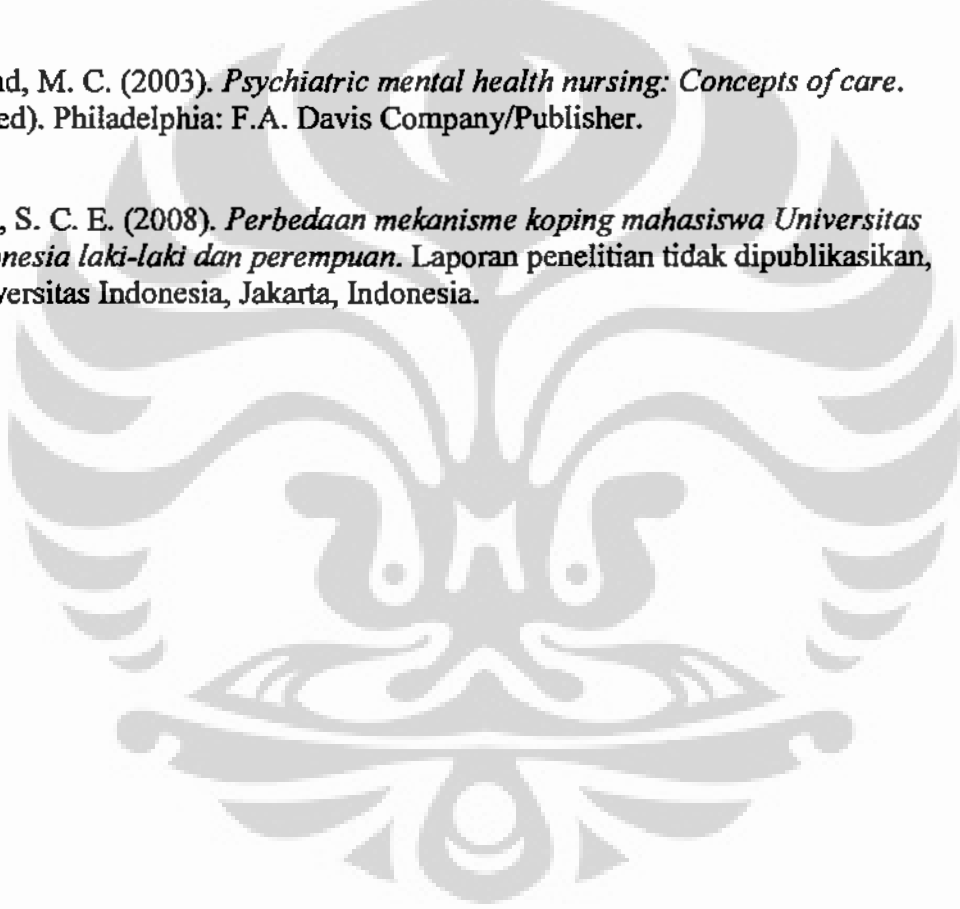 nd, M. C. (2003). Psychiatric mental health nursing: Concepts of care.
ed). Philadelphia: F.A. Davis Company/Publisher.
, S. C. E. (2008). Perbedaan mekanisme koping mahasiswa Universitas
nesia laki-laki dan perempuan. Laporan penelitian tidak dipublikasikan,
versitas Indonesia, Jakarta, Indonesia.